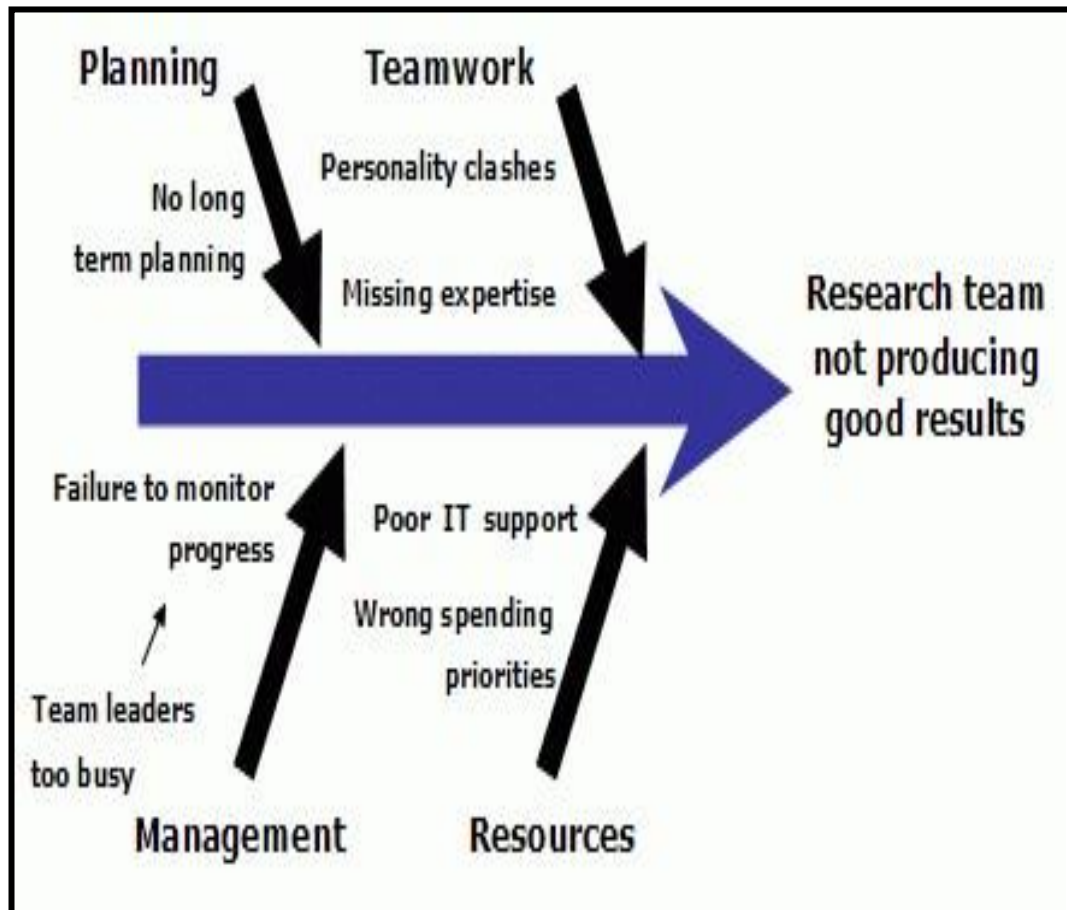 Planning
No long
term planning
Teamwork
Personality clashes
Missing expertise
Research team
not producing
good results
Failure to monitor
progress
Team leaders
too busy
Management
Poor IT support
Wrong spending
priorities
Resources